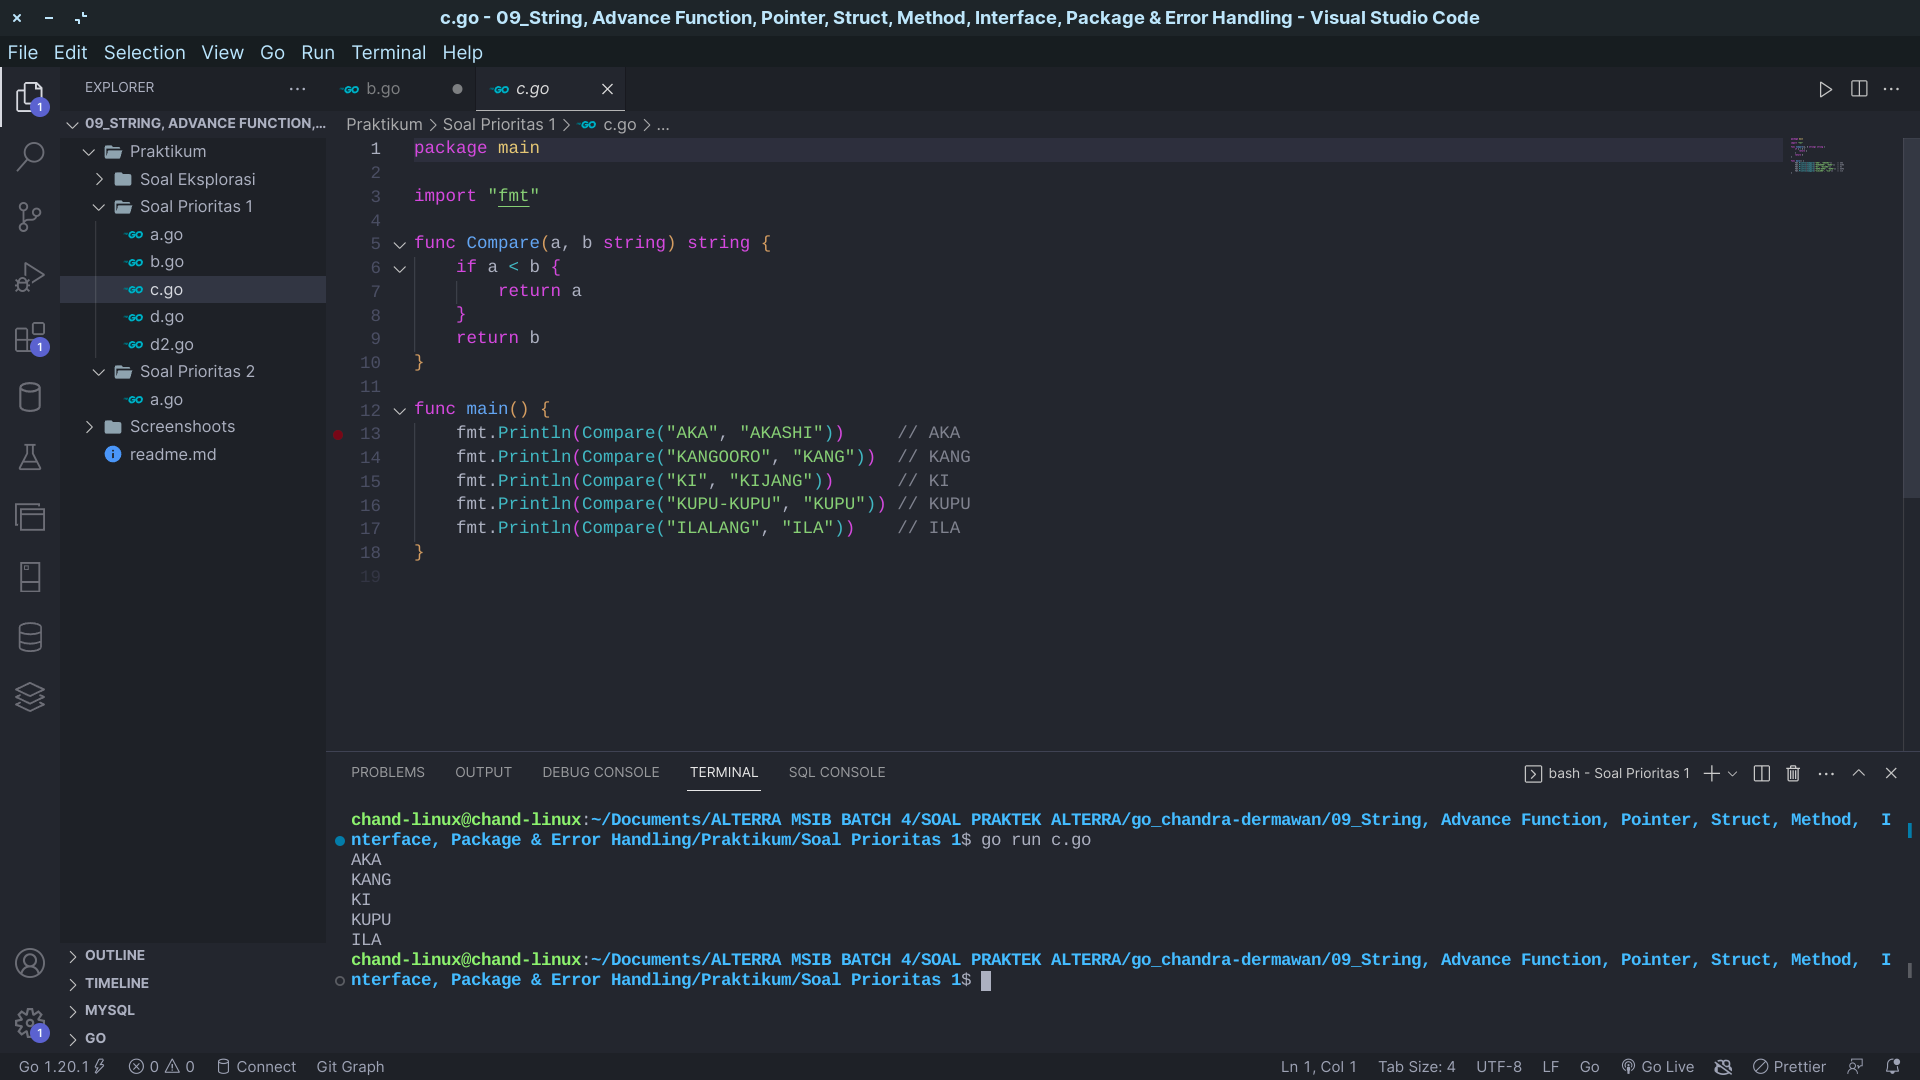 c.go - 09_String, Advance Function, Pointer, Struct, Method, Interface, Package & Error Handling - Visual Studio Code
File Edit Selection View Go Run Terminal Help
EXPLORER
b.go
c.go
09_STRING, ADVANCE FUNCTION,...
Praktikum
Soal Eksplorasi
Soal Prioritas 1
a.go
b.go
c.go
d.go
d2.go
Soal Prioritas 2
a.go
Screenshoots
readme.md
OUTLINE
TIMELINE
MYSQL
GO
Praktikum > Soal Prioritas 1 > c.go > ...
1 package main
2
3 import "fmt"
4
5 func Compare(a, b string) string {
6 if a < b {
7 return a
8 }
9 return b
10 }
11
12 func main() {
13 fmt.Println(Compare("AKA", "AKASHI")) // AKA
14 fmt.Println(Compare("KANGOORO", "KANG")) // KANG
15 fmt.Println(Compare("KI", "KIJANG")) // KI
16 fmt.Println(Compare("KUPU-KUPU", "KUPU")) // KUPU
17 fmt.Println(Compare("ILALANG", "ILA")) // ILA
18 }
19
PROBLEMS OUTPUT DEBUG CONSOLE TERMINAL SQL CONSOLE
bash - Soal Prioritas 1
chand-linux@chand-linux:~/Documents/ALTERRA MSIB BATCH 4/SOAL PRAKTEK ALTERRA/go_chandra-dermawan/09_String, Advance Function, Pointer, Struct, Method, I
nterface, Package & Error Handling/Praktikum/Soal Prioritas 1$ go run c.go
AKA
KANG
KI
KUPU
ILA
chand-linux@chand-linux:~/Documents/ALTERRA MSIB BATCH 4/SOAL PRAKTEK ALTERRA/go_chandra-dermawan/09_String, Advance Function, Pointer, Struct, Method, I
nterface, Package & Error Handling/Praktikum/Soal Prioritas 1$
Go 1.20.1 0 0 Connect Git Graph
Ln 1, Col 1 Tab Size: 4 UTF-8 LF Go Go Live Prettier